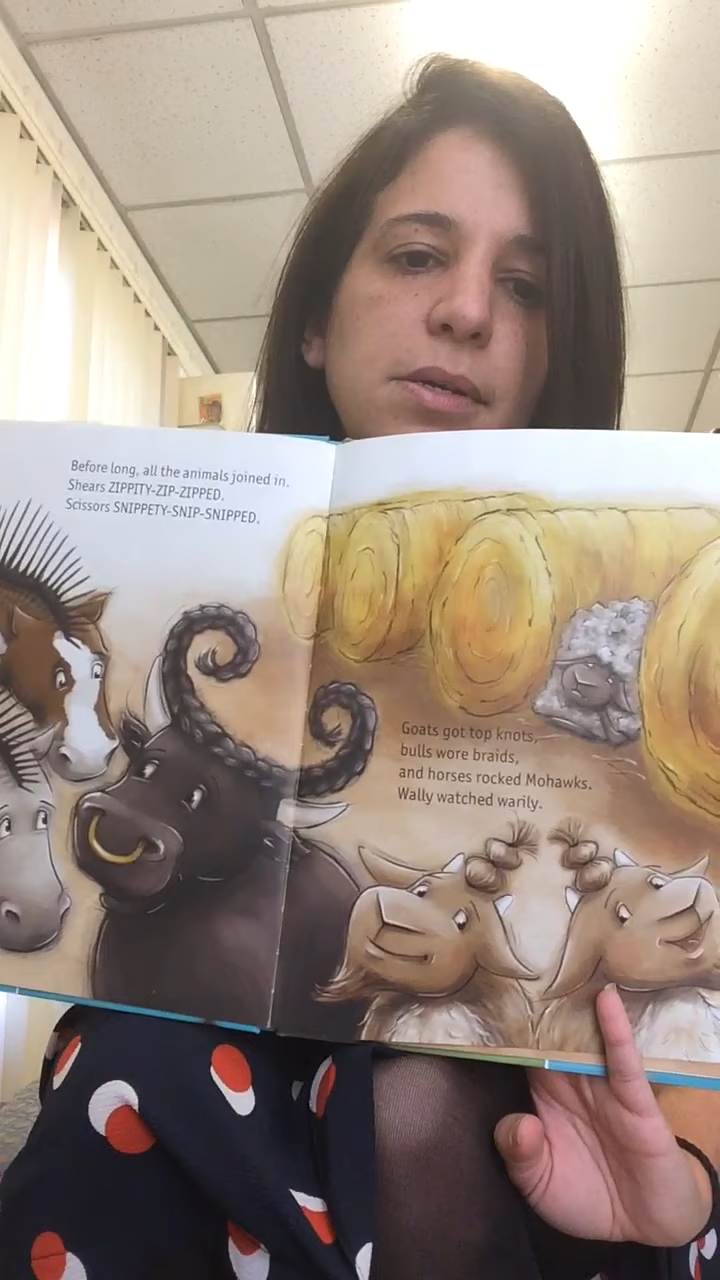 Before long, all the animals joined in.
Shears ZIPPITY-ZIP-ZIPPED.
Scissors SNIPPETY-SNIP-SNIPPED.
Goats got top knots,
bulls wore braids,
and horses rocked Mohawks.
Wally watched warily.